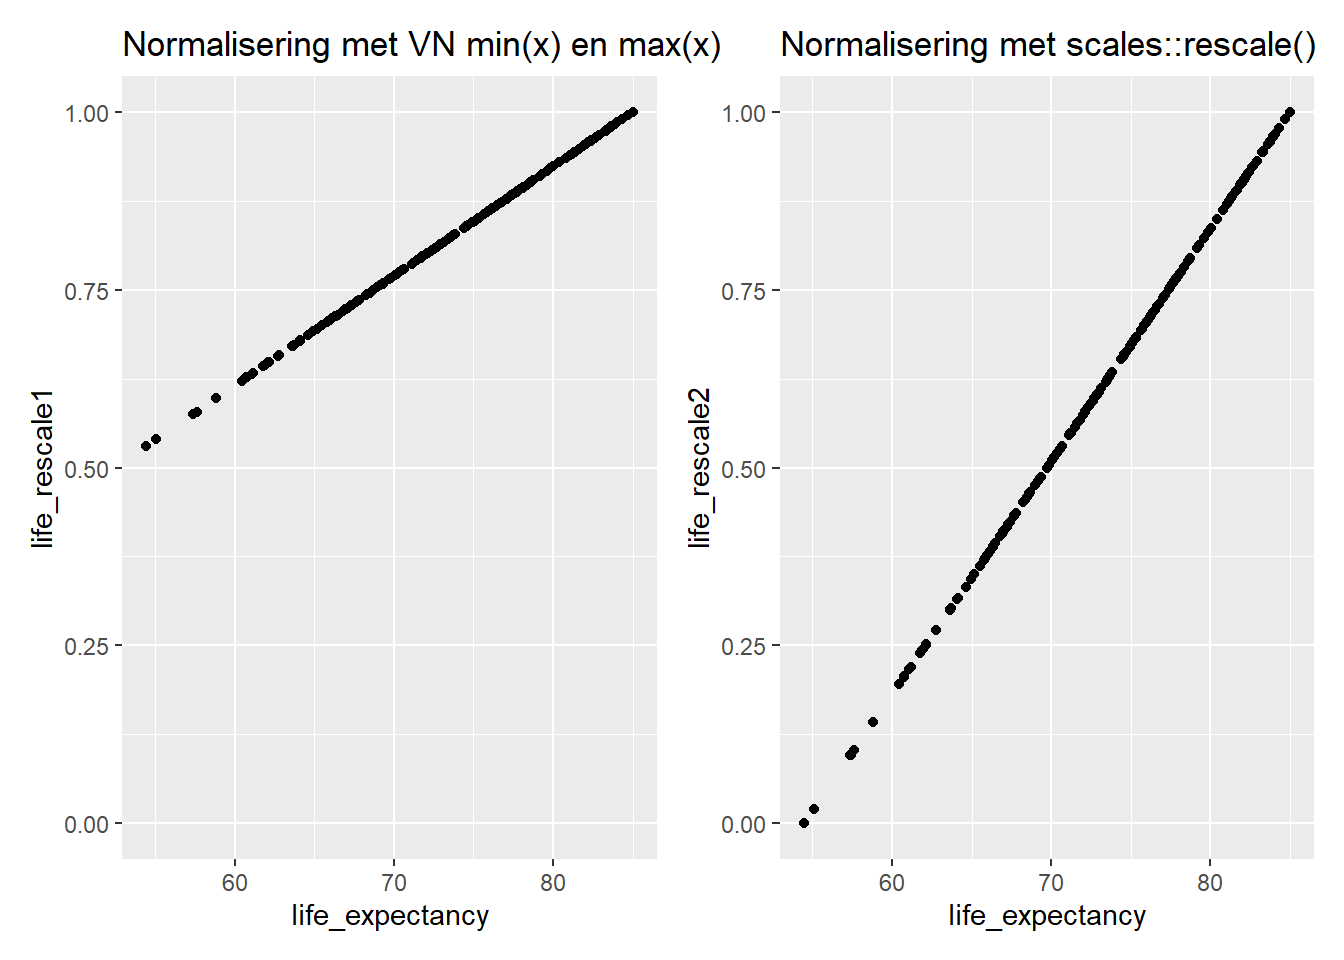 Normalisering met VN min(x) en max(x)
life_rescale1
1.00
0.75
0.50
0.25
0.00
60 70 80
life_expectancy
Normalisering met scales::rescale()
life_rescale2
1.00
0.75
0.50
0.25
0.00
60 70 80
life_expectancy